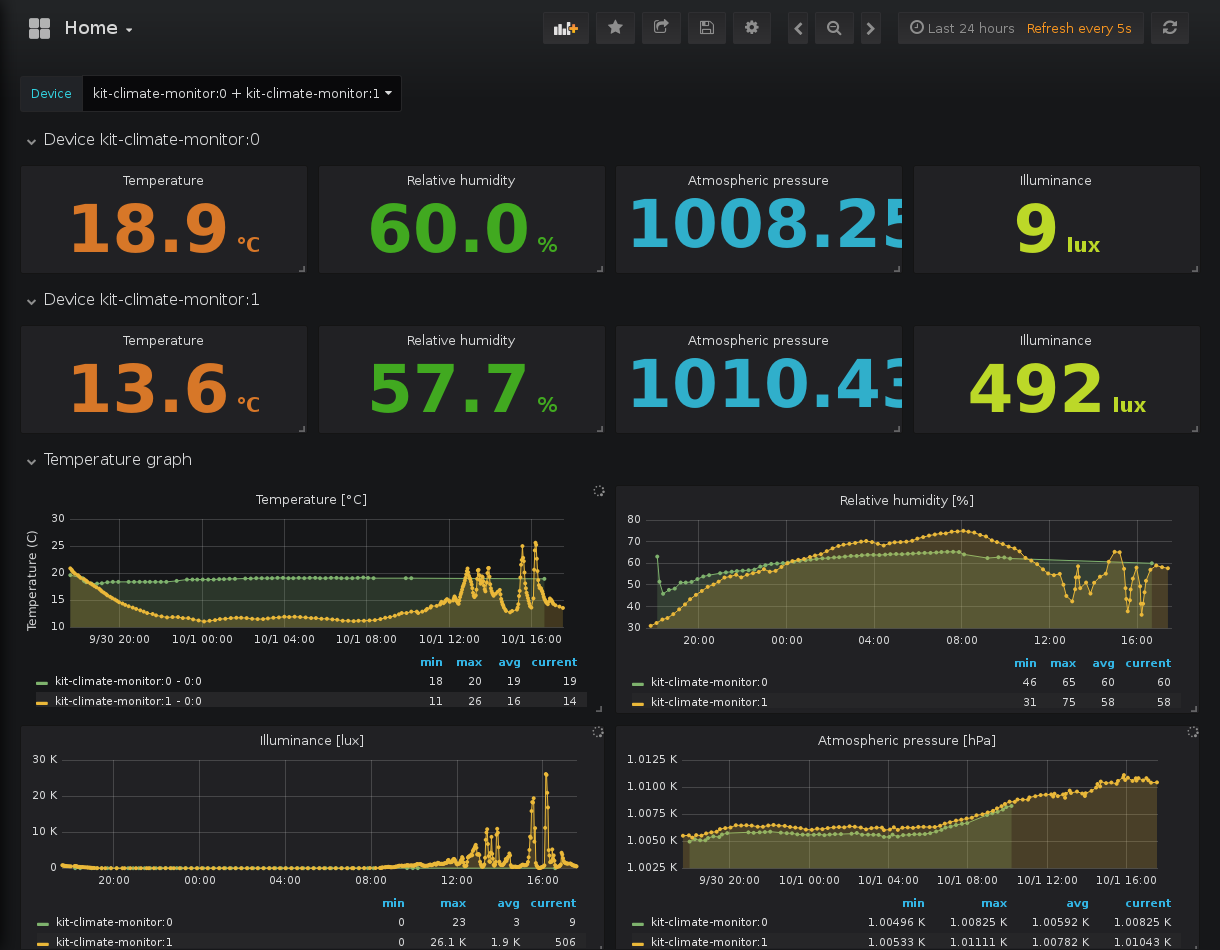 Home
Last 24 hours Refresh every 5s
Device kit-climate-monitor:0 + kit-climate-monitor:1
Device kit-climate-monitor:0
Temperature Relative humidity Atmospheric pressure Illuminance
18.9 °C 60.0 % 1008.25 9 lux
Device kit-climate-monitor:1
Temperature Relative humidity Atmospheric pressure Illuminance
13.6 °C 57.7 % 1010.43 492 lux
Temperature graph
Temperature [°C]
Temperature (C)
30
25
20
15
10
9/30 20:00 10/1 00:00 10/1 04:00 10/1 08:00 10/1 12:00 10/1 16:00
min max avg current
kit-climate-monitor:0 - 0:0 18 20 19 19
kit-climate-monitor:1 - 0:0 11 26 16 14
Relative humidity [%]
80
70
60
50
40
30
20:00 00:00 04:00 08:00 12:00 16:00
min max avg current
kit-climate-monitor:0 46 65 60 60
kit-climate-monitor:1 31 75 58 58
Illuminance [lux]
30 K
20 K
10 K
0
20:00 00:00 04:00 08:00 12:00 16:00
min max avg current
kit-climate-monitor:0 0 23 3 9
kit-climate-monitor:1 0 26.1 K 1.9 K 506
Atmospheric pressure [hPa]
1.0125 K
1.0100 K
1.0075 K
1.0050 K
1.0025 K
9/30 20:00 10/1 00:00 10/1 04:00 10/1 08:00 10/1 12:00 10/1 16:00
min max avg current
kit-climate-monitor:0 1.00496 K 1.00825 K 1.00592 K 1.00825 K
kit-climate-monitor:1 1.00533 K 1.01111 K 1.00782 K 1.01043 K